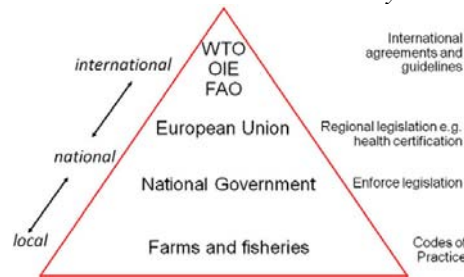 WTO
OIE
FAO
international
International
agreements and
guidelines
European Union
Regional legislation e.g.
health certification
national
National Government
Enforce legislation
local
Farms and fisheries
Codes of
Practice